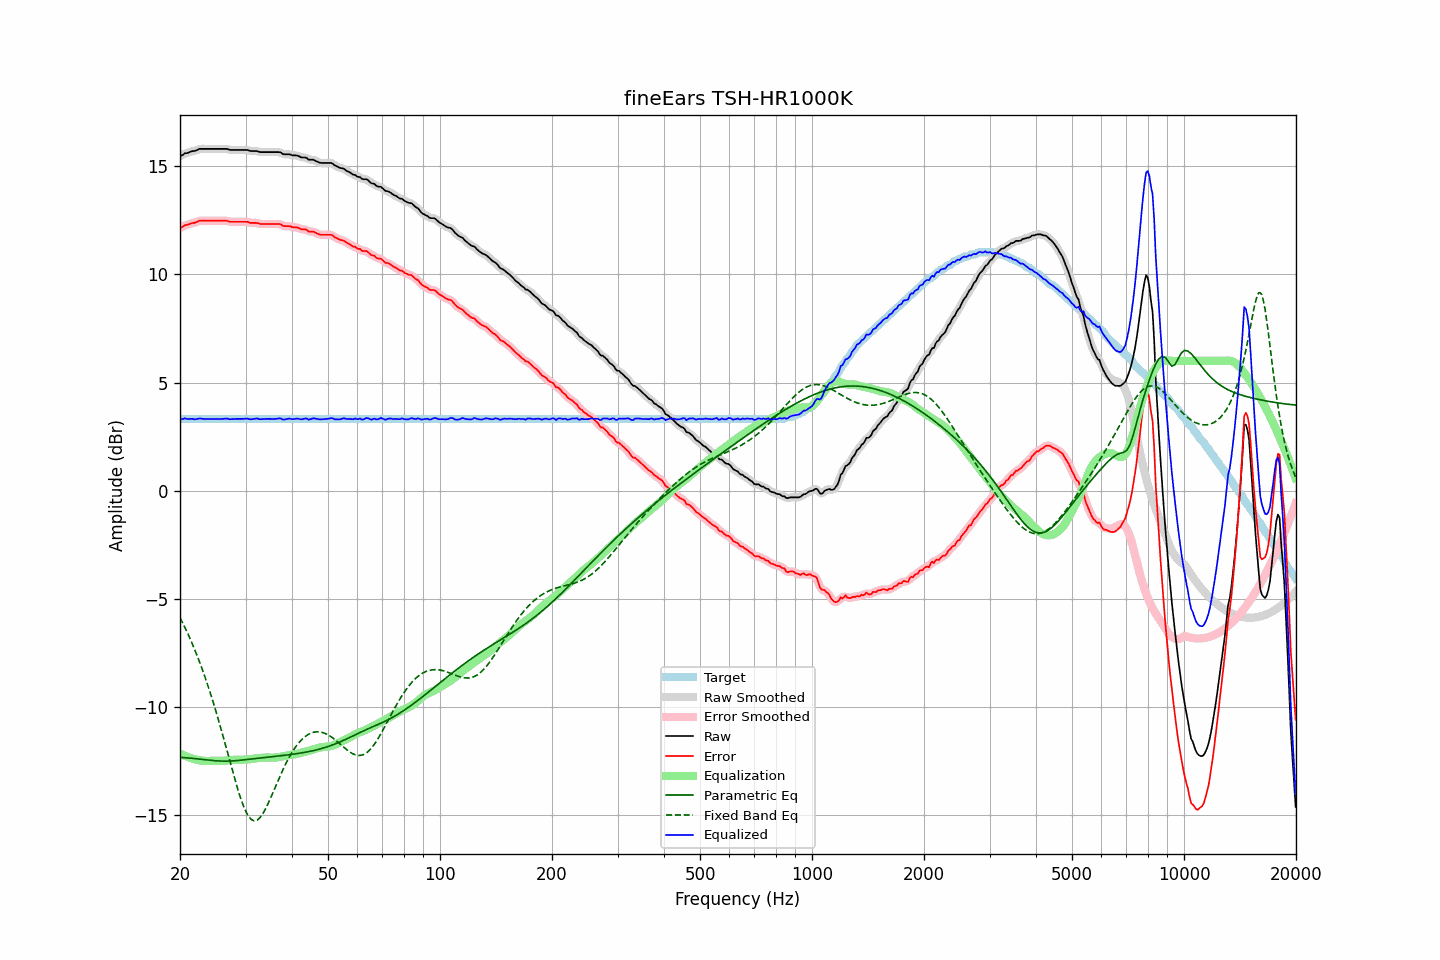 fineEars TSH-HR1000K
Amplitude (dBr)
15
10
5
0
−5
−10
−15
Target
Raw Smoothed
Error Smoothed
Raw
Error
Equalization
Parametric Eq
Fixed Band Eq
Equalized
20 50 100 200 500 1000 2000 5000 10000 20000
Frequency (Hz)